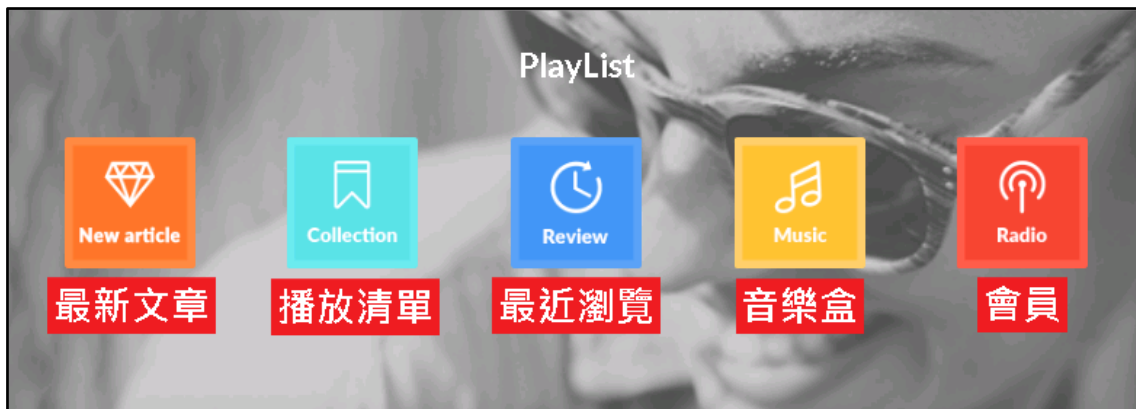 PlayList
New article
Collection
Review
Music
Radio
最新文章
播放清單
最近瀏覽
音樂盒
會員